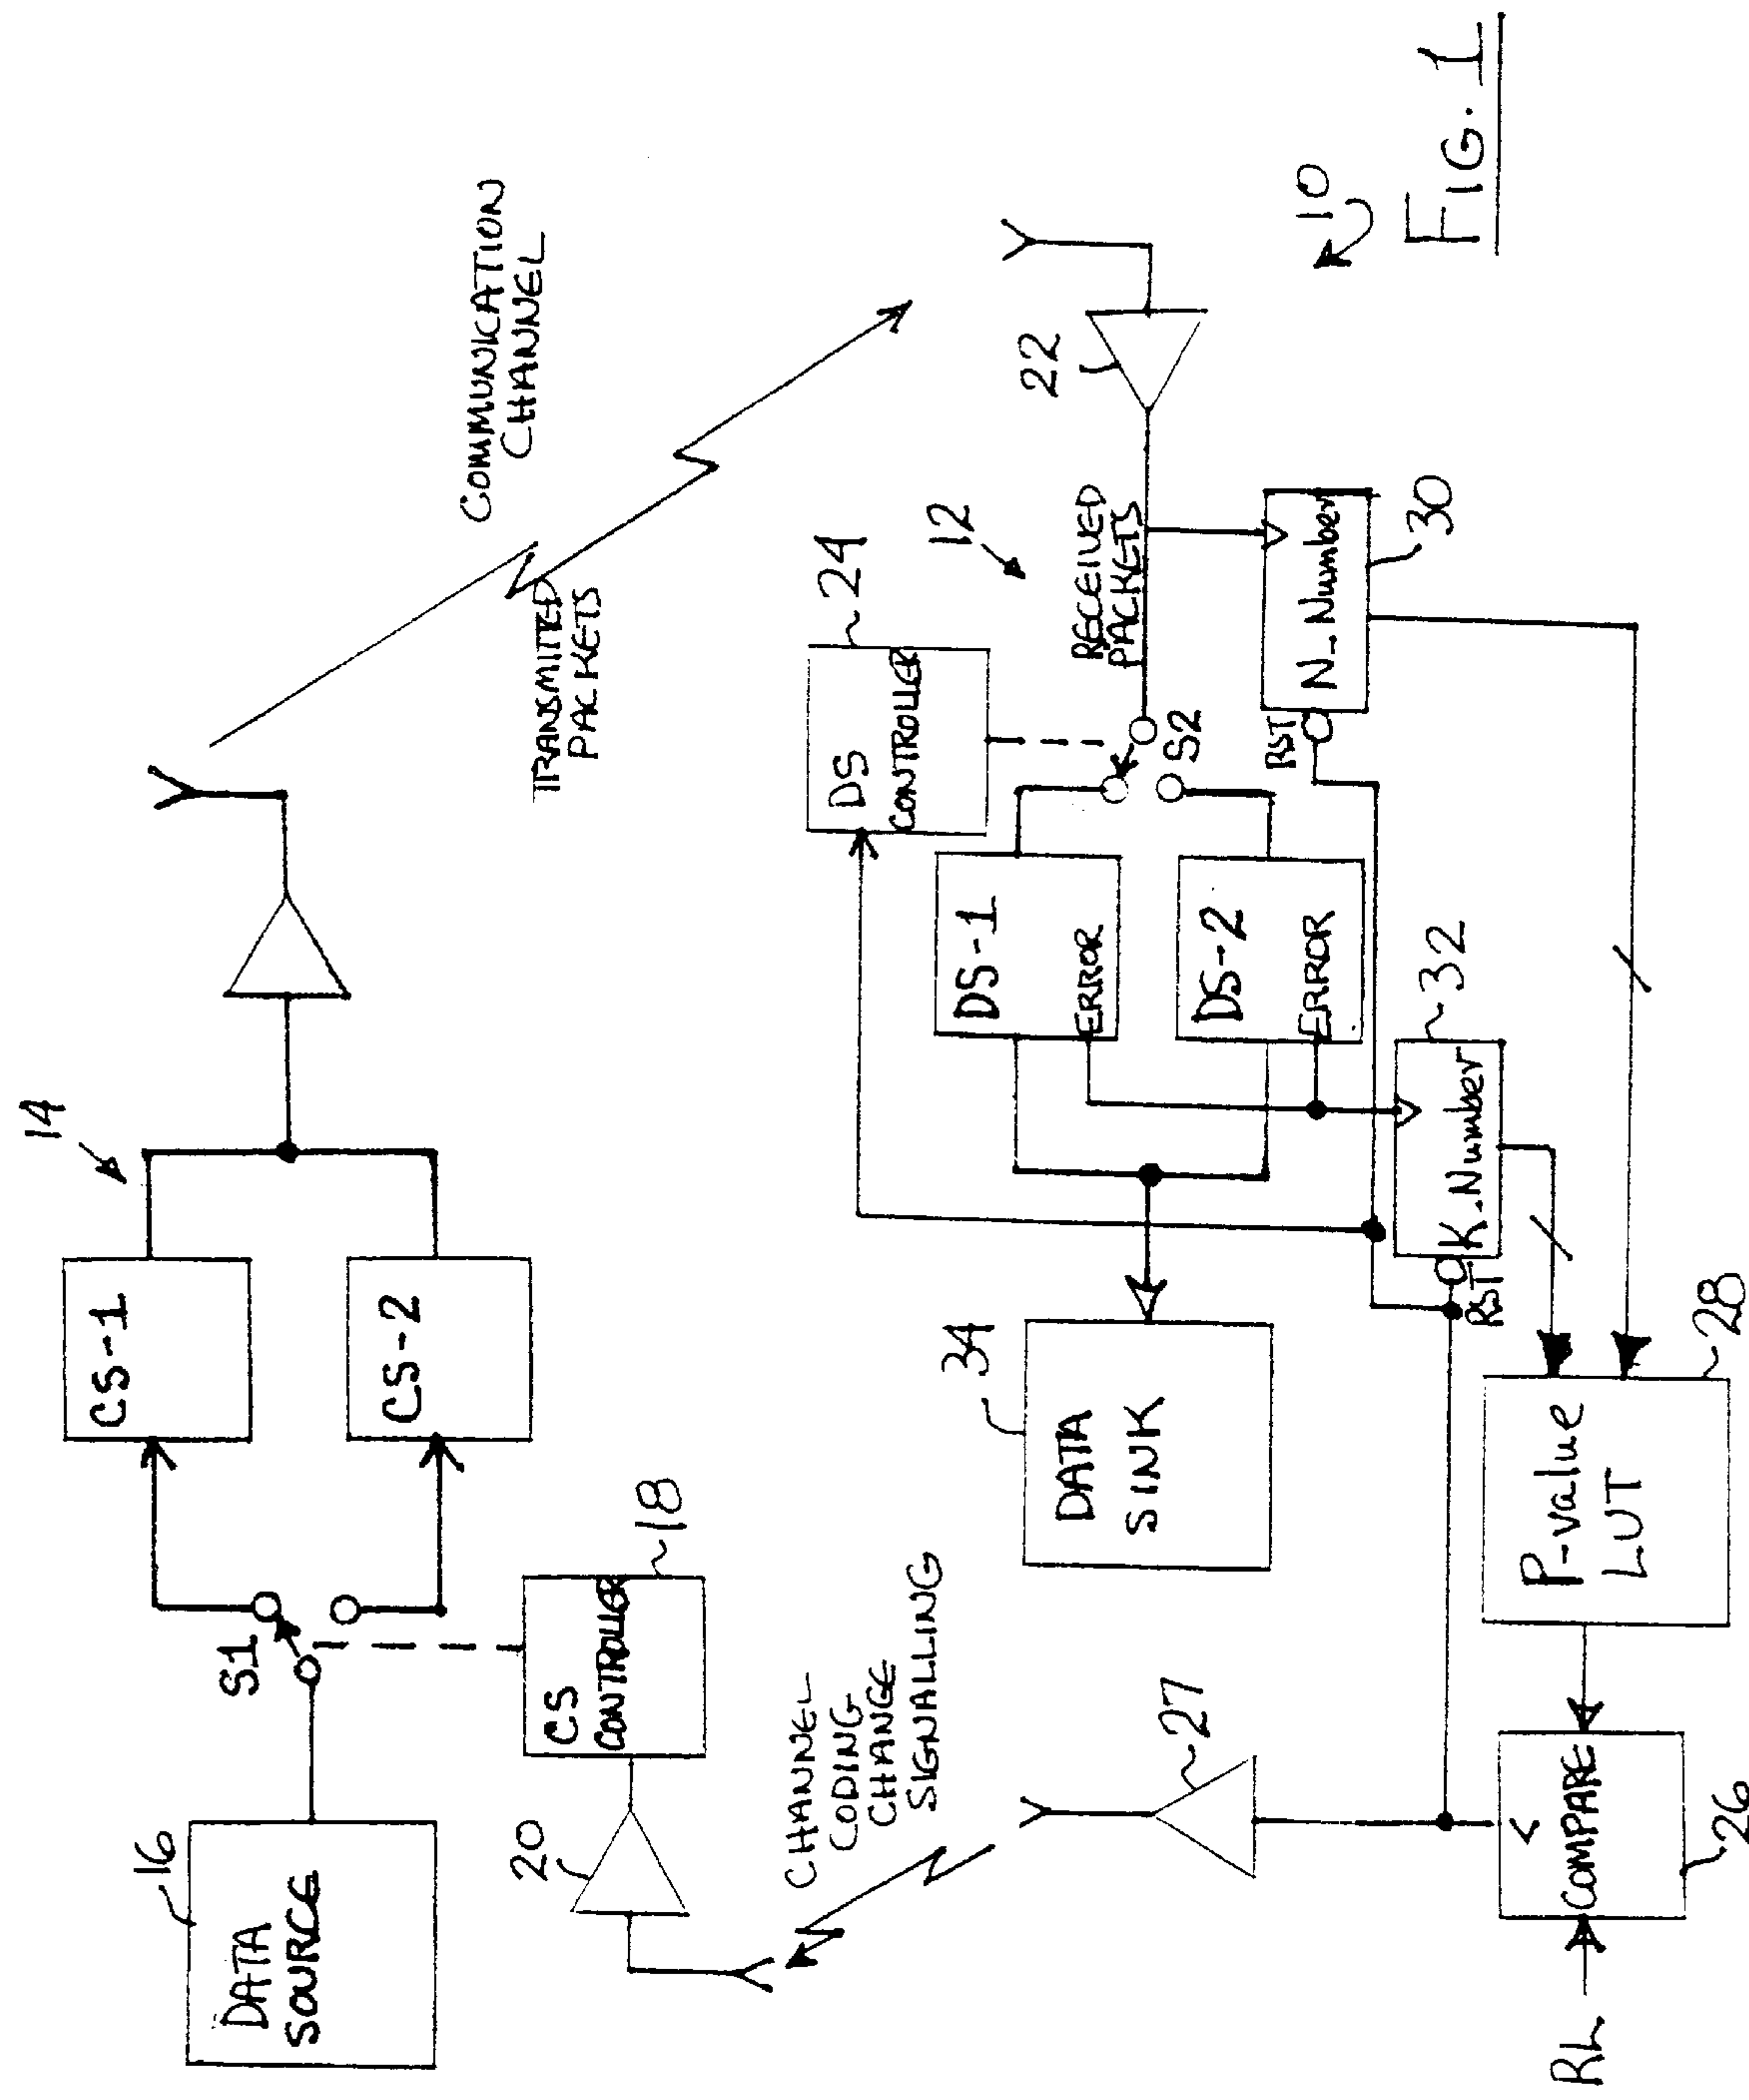 14
CS-1
CS-2
S1
16
DATA
SOURCE
CS
CONTROLLER
18
20
COMMUNICATION
CHANNEL
TRANSMITTED
PACKETS
CHANNEL
CODING
CHANGE
SIGNALLING
24
DS
CONTROLLER
12
22
RECEIVED
PACKETS
S2
DS-1
ERROR
DS-2
ERROR
RST
N_Number
30
32
K_Number
RST
34
DATA
SINK
P-value
LUT
28
27
<
COMPARE
26
RL
10
FIG. 1